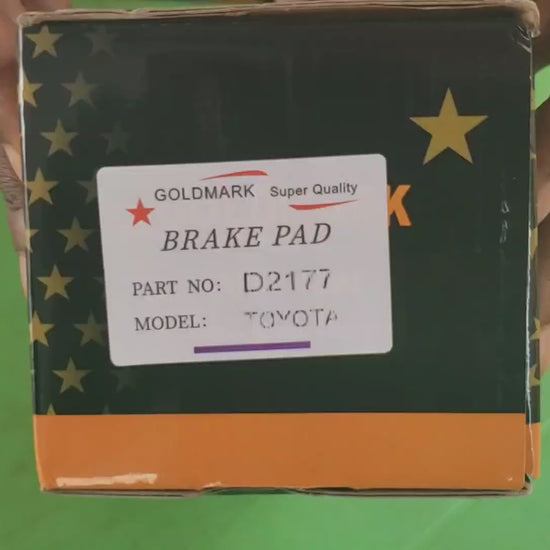 GOLDMARK Super Quality
K
BRAKE PAD
PART NO: D2177
MODEL: TOYOTA